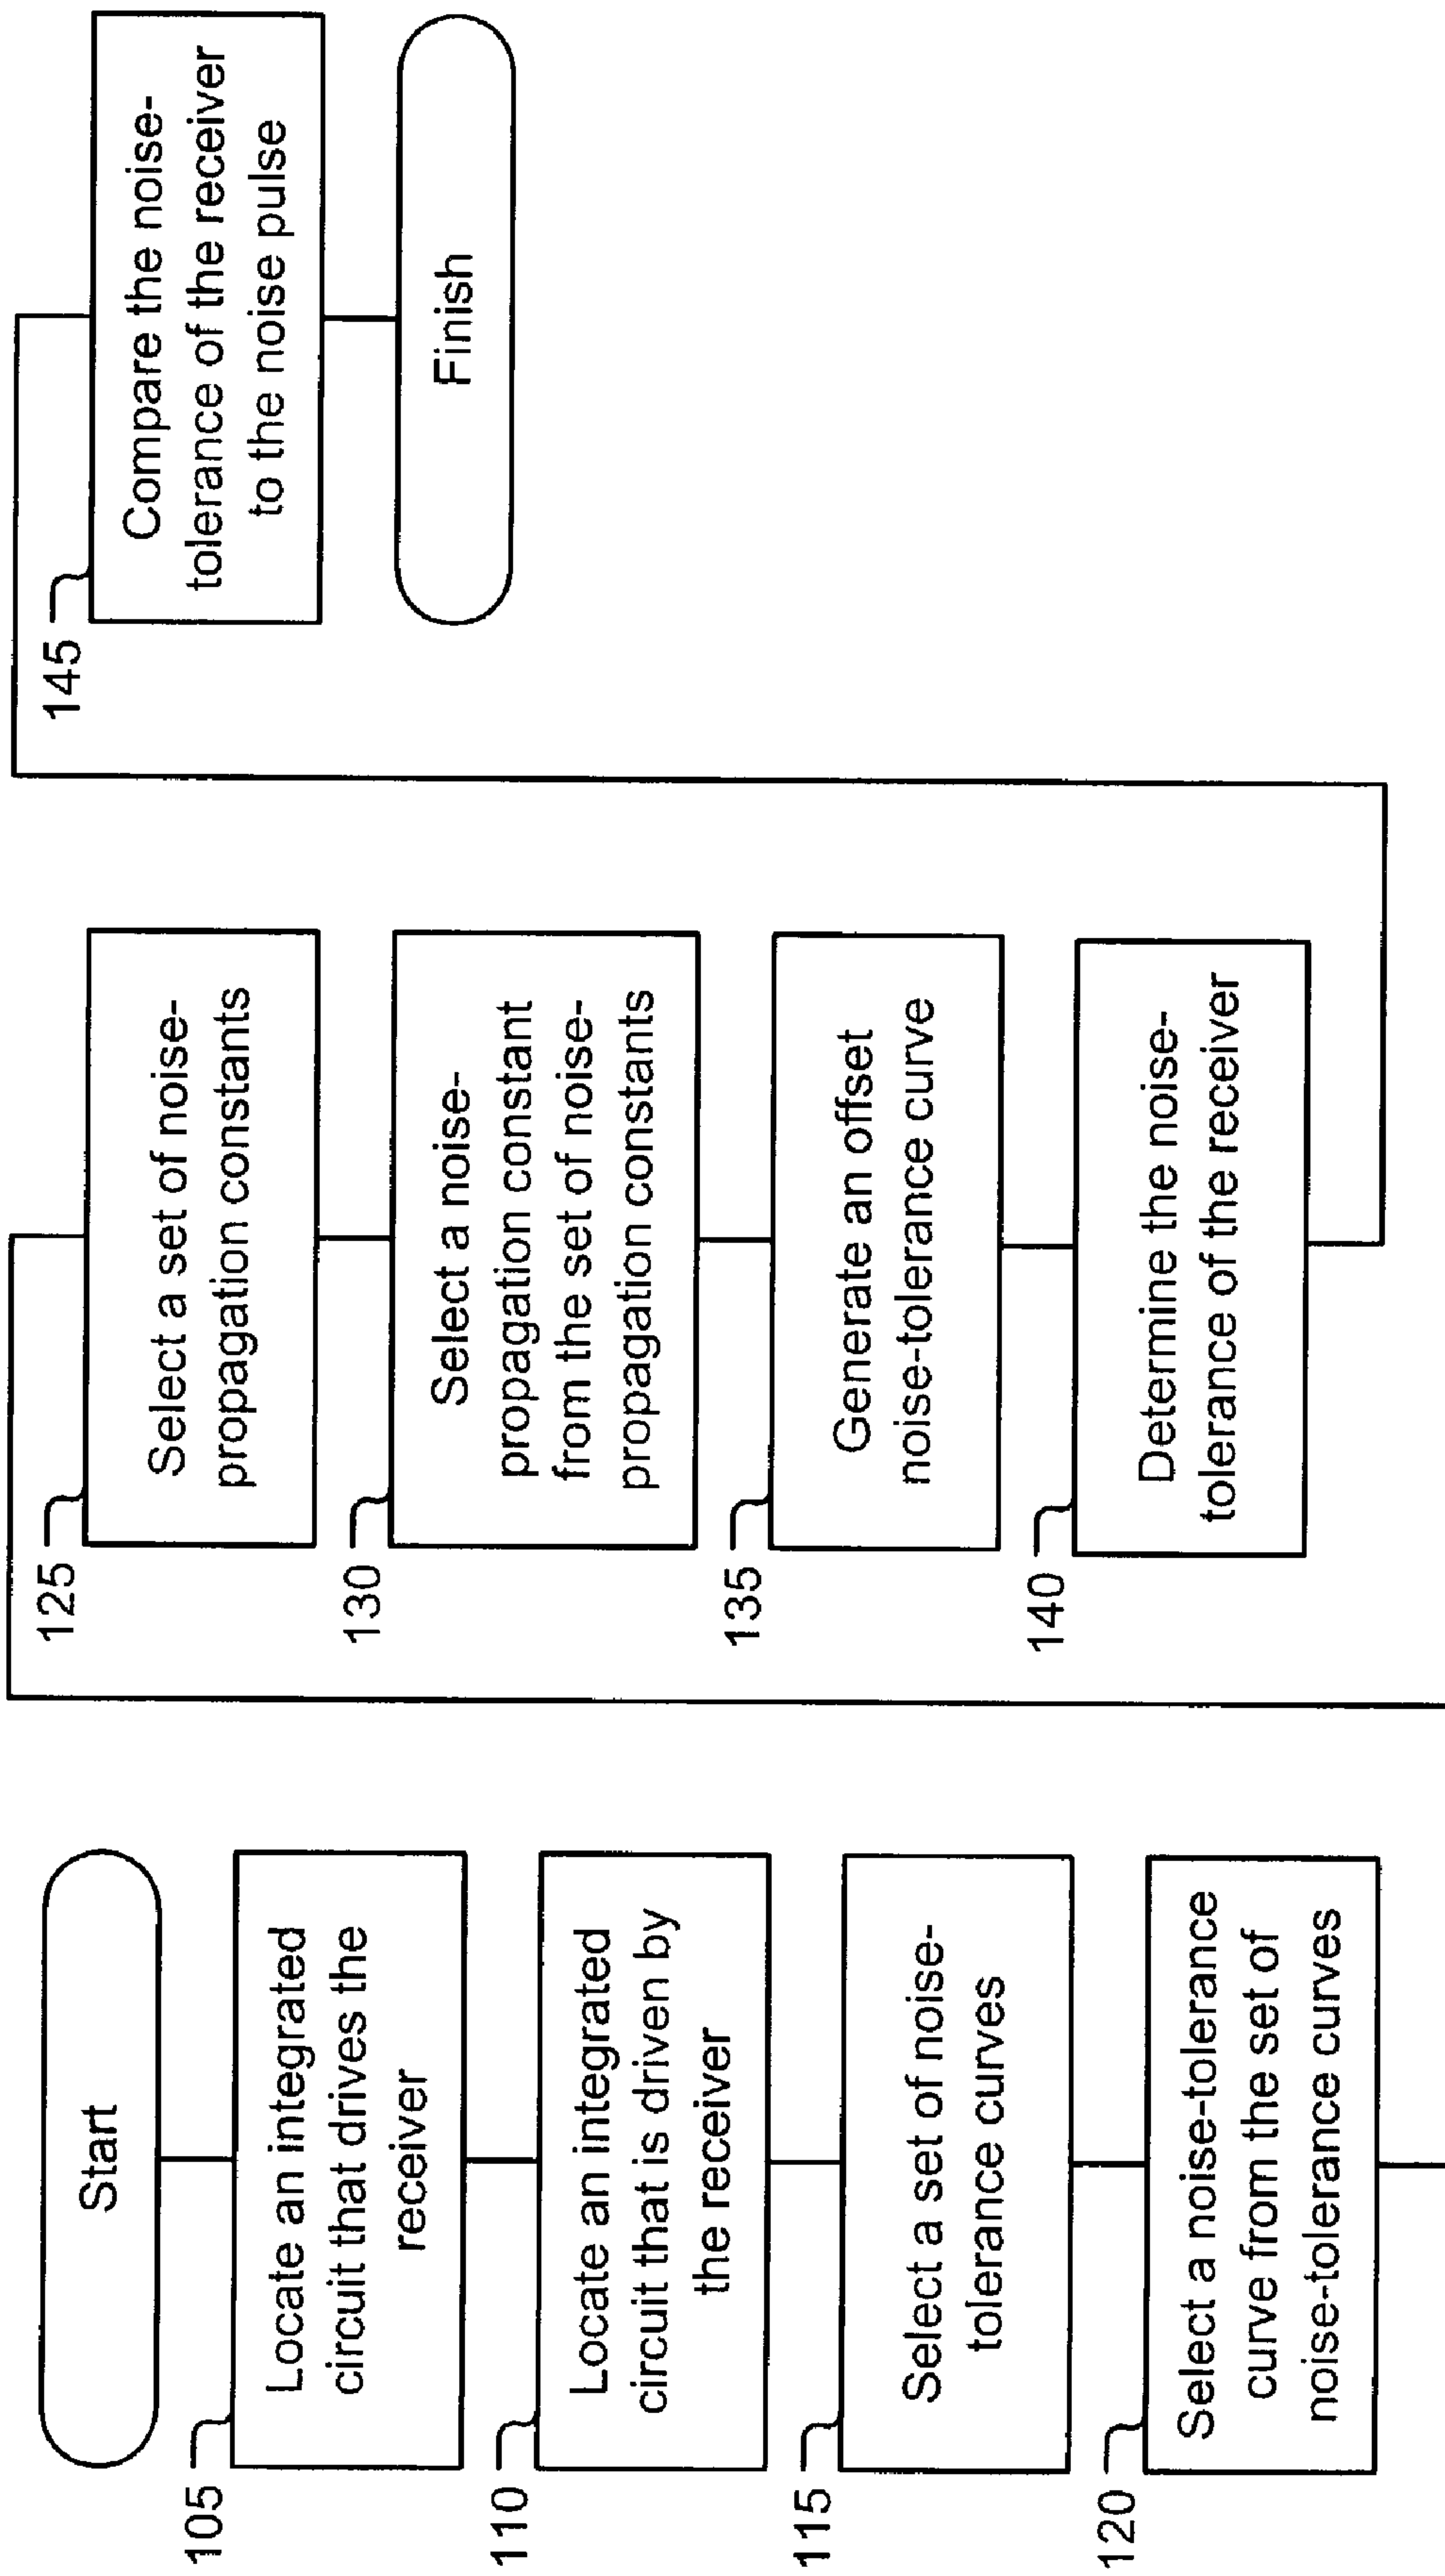 Start
105
Locate an integrated
circuit that drives the
receiver
110
Locate an integrated
circuit that is driven by
the receiver
115
Select a set of noise-
tolerance curves
120
Select a noise-tolerance
curve from the set of
noise-tolerance curves
125
Select a set of noise-
propagation constants
130
Select a noise-
propagation constant
from the set of noise-
propagation constants
135
Generate an offset
noise-tolerance curve
140
Determine the noise-
tolerance of the receiver
145
Compare the noise-
tolerance of the receiver
to the noise pulse
Finish